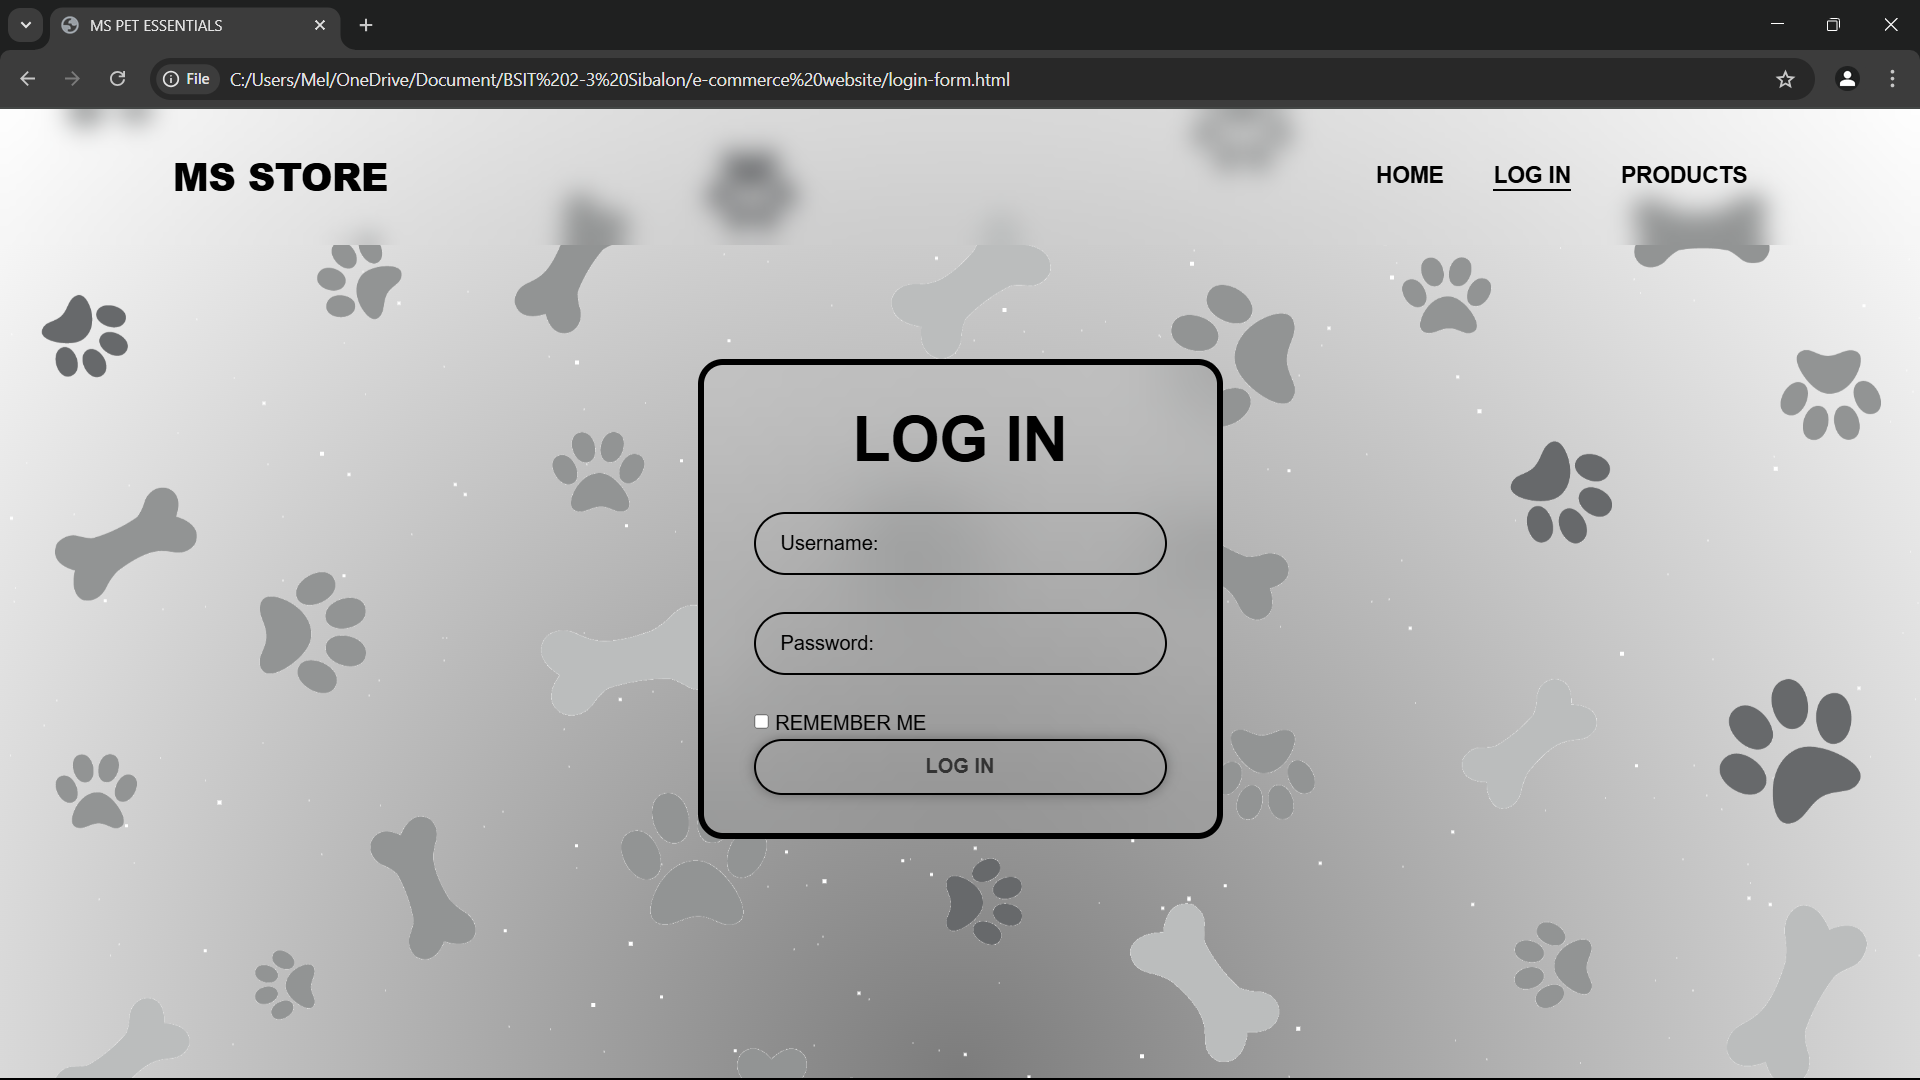 MS PET ESSENTIALS
File
C:/Users/Mel/OneDrive/Document/BSIT%202-3%20Sibalon/e-commerce%20website/login-form.html
MS STORE
HOME
LOG IN
PRODUCTS
LOG IN
Username:
Password:
REMEMBER ME
LOG IN